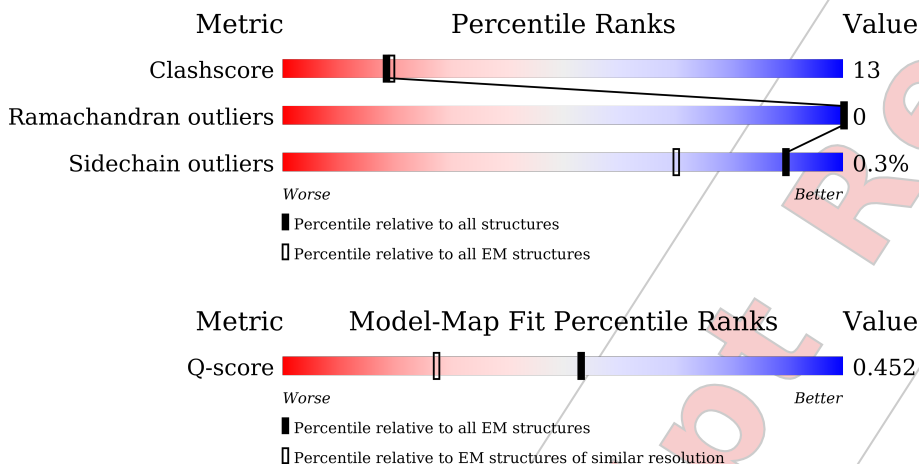 Metric Percentile Ranks Value
Clashscore 13
Ramachandran outliers 0
Sidechain outliers 0.3%
Worse Better
Percentile relative to all structures
Percentile relative to all EM structures
Metric Model-Map Fit Percentile Ranks Value
Q-score 0.452
Worse Better
Percentile relative to all EM structures
Percentile relative to EM structures of similar resolution